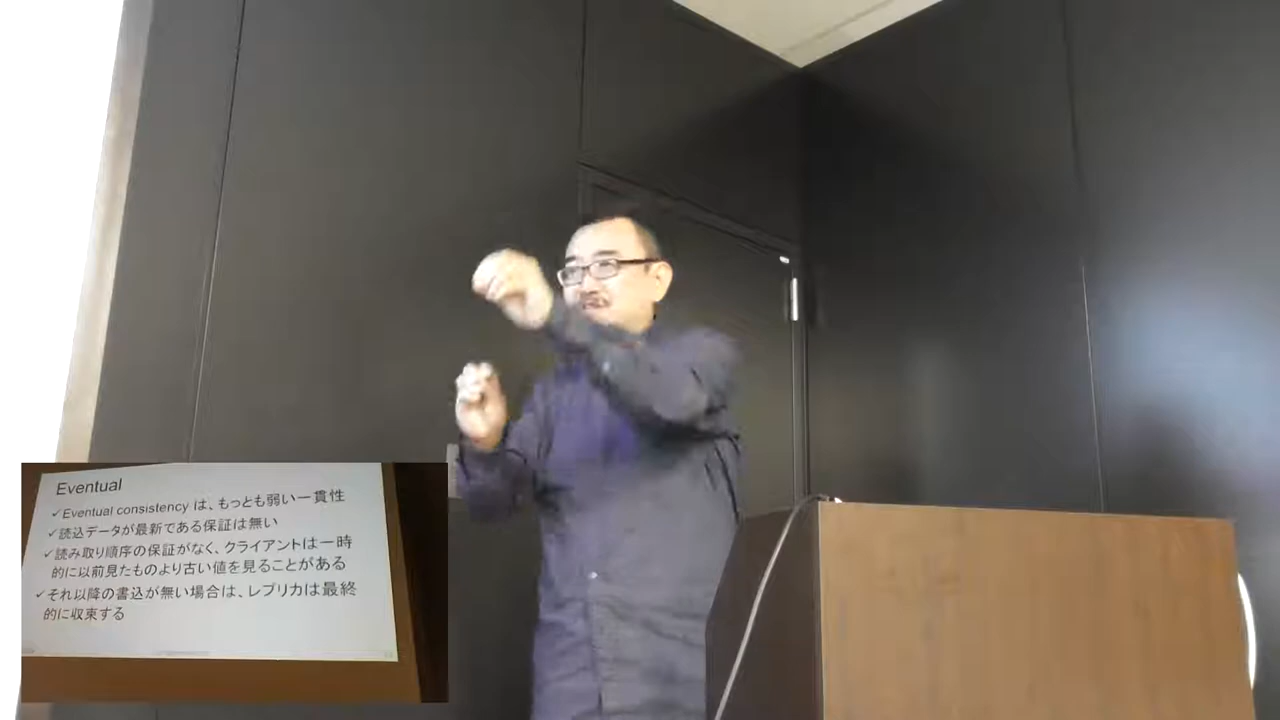 Eventual
✓Eventual consistency は、もっとも弱い一貫性
✓読込データが最新である保証は無い
✓読み取り順序の保証がなく、クライアントは一時
的に以前見たものより古い値を見ることがある
✓それ以降の書込が無い場合は、レプリカは最終
的に収束する